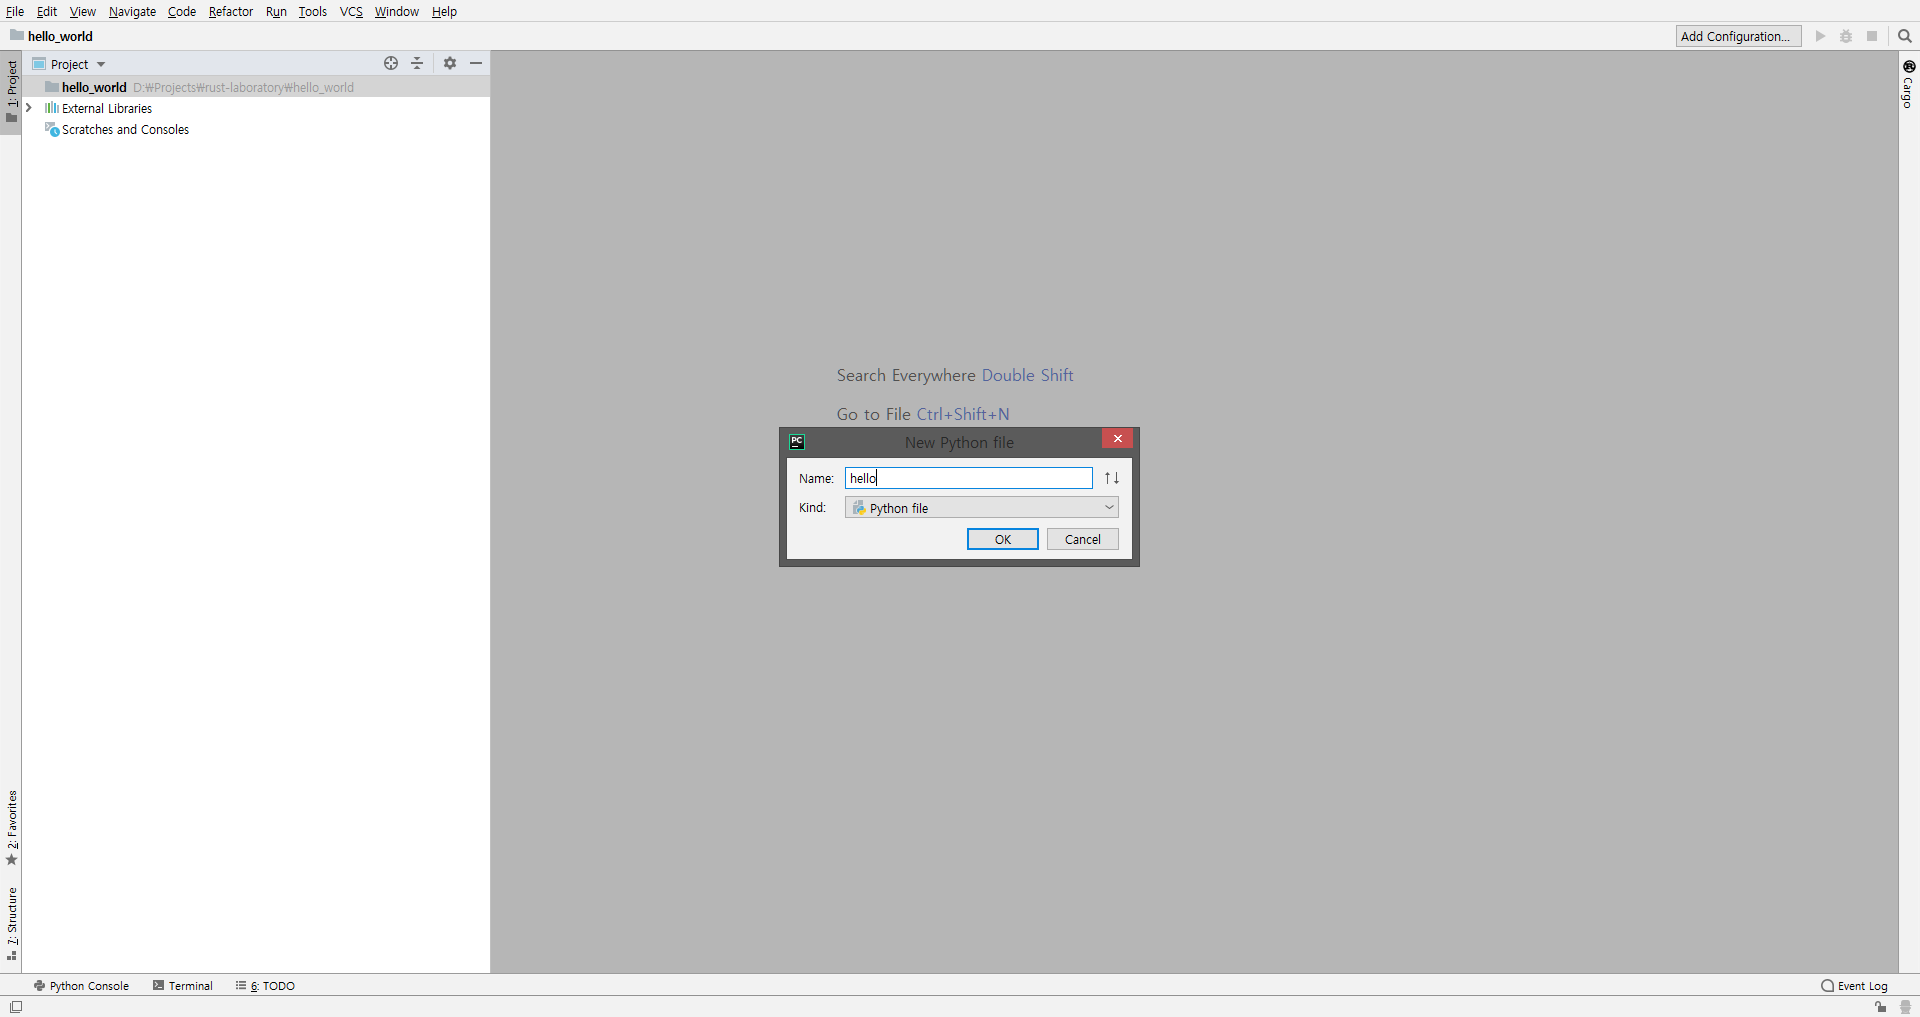 File Edit View Navigate Code Refactor Run Tools VCS Window Help
hello_world
Add Configuration...
1: Project
Project
hello_world D:₩Projects₩rust-laboratory₩hello_world
External Libraries
Scratches and Consoles
Cargo
Search Everywhere Double Shift
Go to File Ctrl+Shift+N
PC
New Python file
Name: hello
Kind: Python file
OK Cancel
2: Favorites
7: Structure
Python Console Terminal 6: TODO
Event Log